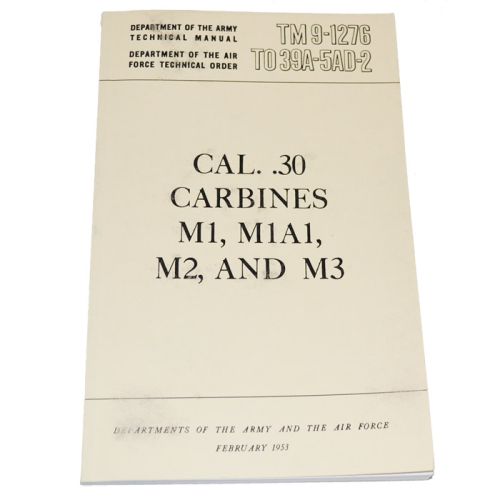 DEPARTMENT OF THE ARMY
TECHNICAL MANUAL
DEPARTMENT OF THE AIR
FORCE TECHNICAL ORDER
TM 9-1276
TO 39A-5AD-2
CAL. .30
CARBINES
M1, M1A1,
M2, AND M3
DEPARTMENTS OF THE ARMY AND THE AIR FORCE
FEBRUARY 1953